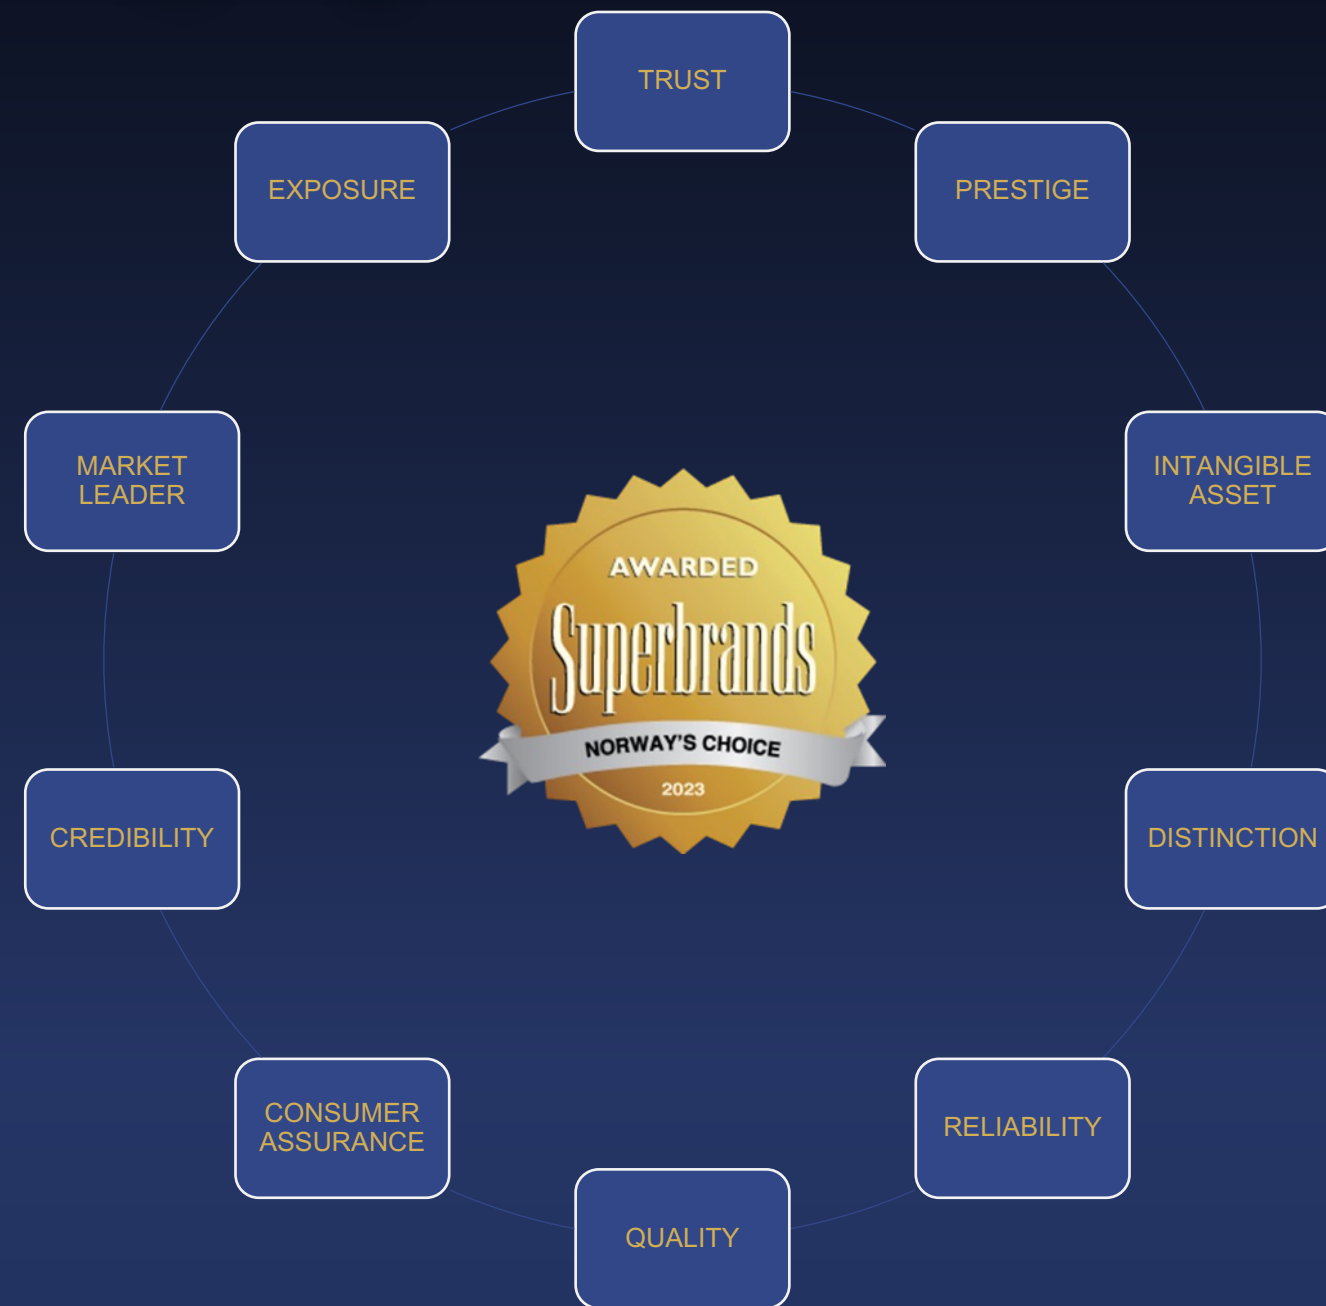 TRUST
EXPOSURE
PRESTIGE
MARKET
LEADER
INTANGIBLE
ASSET
AWARDED
Superbrands
NORWAY'S CHOICE
2023
CREDIBILITY
DISTINCTION
CONSUMER
ASSURANCE
RELIABILITY
QUALITY